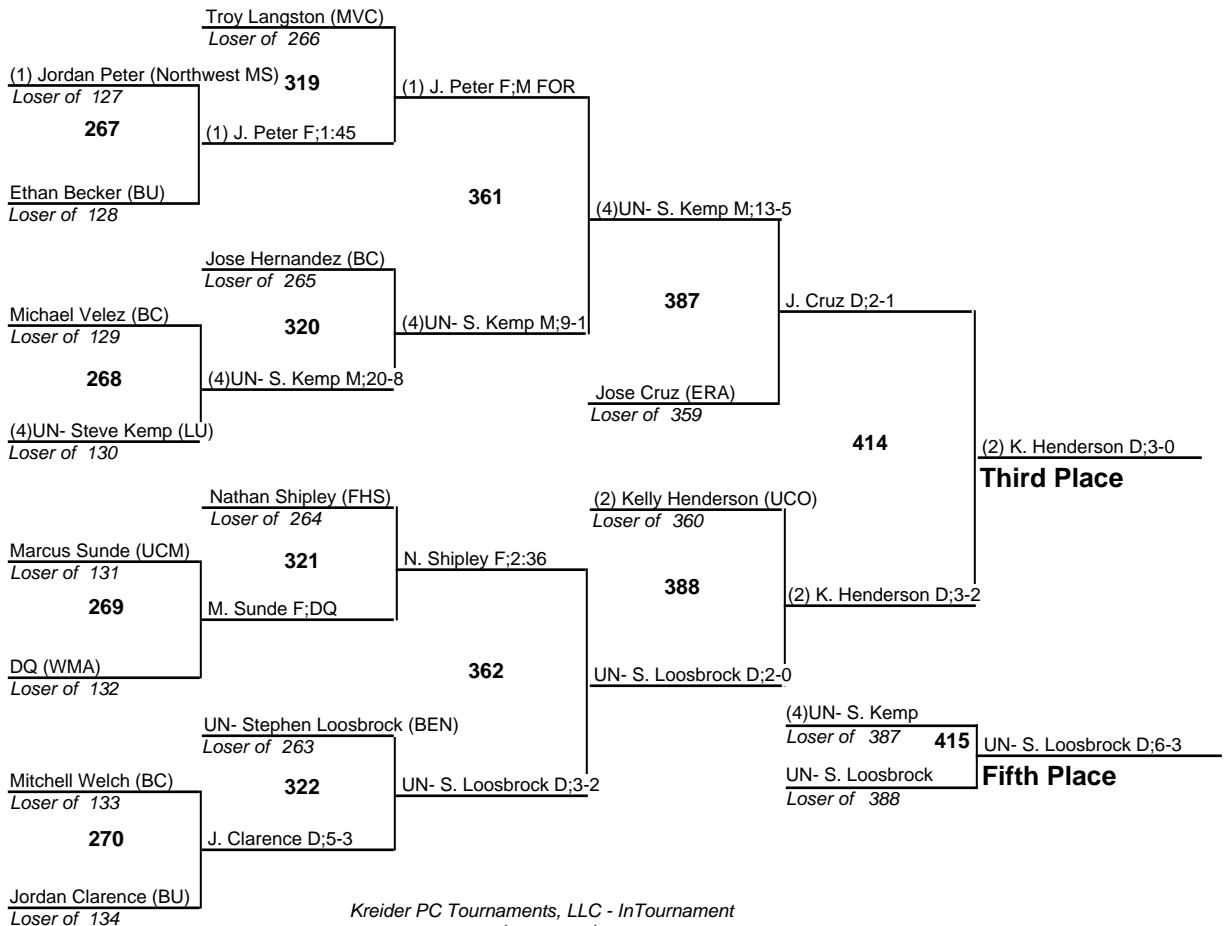 Troy Langston (MVC)
Loser of 266
(1) Jordan Peter (Northwest MS)
Loser of 127
319
(1) J. Peter F;M FOR
267
(1) J. Peter F;1:45
Ethan Becker (BU)
Loser of 128
361
(4)UN- S. Kemp M;13-5
Jose Hernandez (BC)
Loser of 265
Michael Velez (BC)
Loser of 129
320
(4)UN- S. Kemp M;9-1
387
J. Cruz D;2-1
268
(4)UN- S. Kemp M;20-8
Jose Cruz (ERA)
Loser of 359
(4)UN- Steve Kemp (LU)
Loser of 130
414
(2) K. Henderson D;3-0
Third Place
Nathan Shipley (FHS)
Loser of 264
(2) Kelly Henderson (UCO)
Loser of 360
Marcus Sunde (UCM)
Loser of 131
321
N. Shipley F;2:36
388
269
M. Sunde F;DQ
(2) K. Henderson D;3-2
DQ (WMA)
Loser of 132
362
UN- S. Loosbrock D;2-0
UN- Stephen Loosbrock (BEN)
Loser of 263
(4)UN- S. Kemp
Loser of 387
415
UN- S. Loosbrock D;6-3
Fifth Place
Mitchell Welch (BC)
Loser of 133
322
UN- S. Loosbrock D;3-2
UN- S. Loosbrock
Loser of 388
270
J. Clarence D;5-3
Jordan Clarence (BU)
Loser of 134
Kreider PC Tournaments, LLC - InTournament